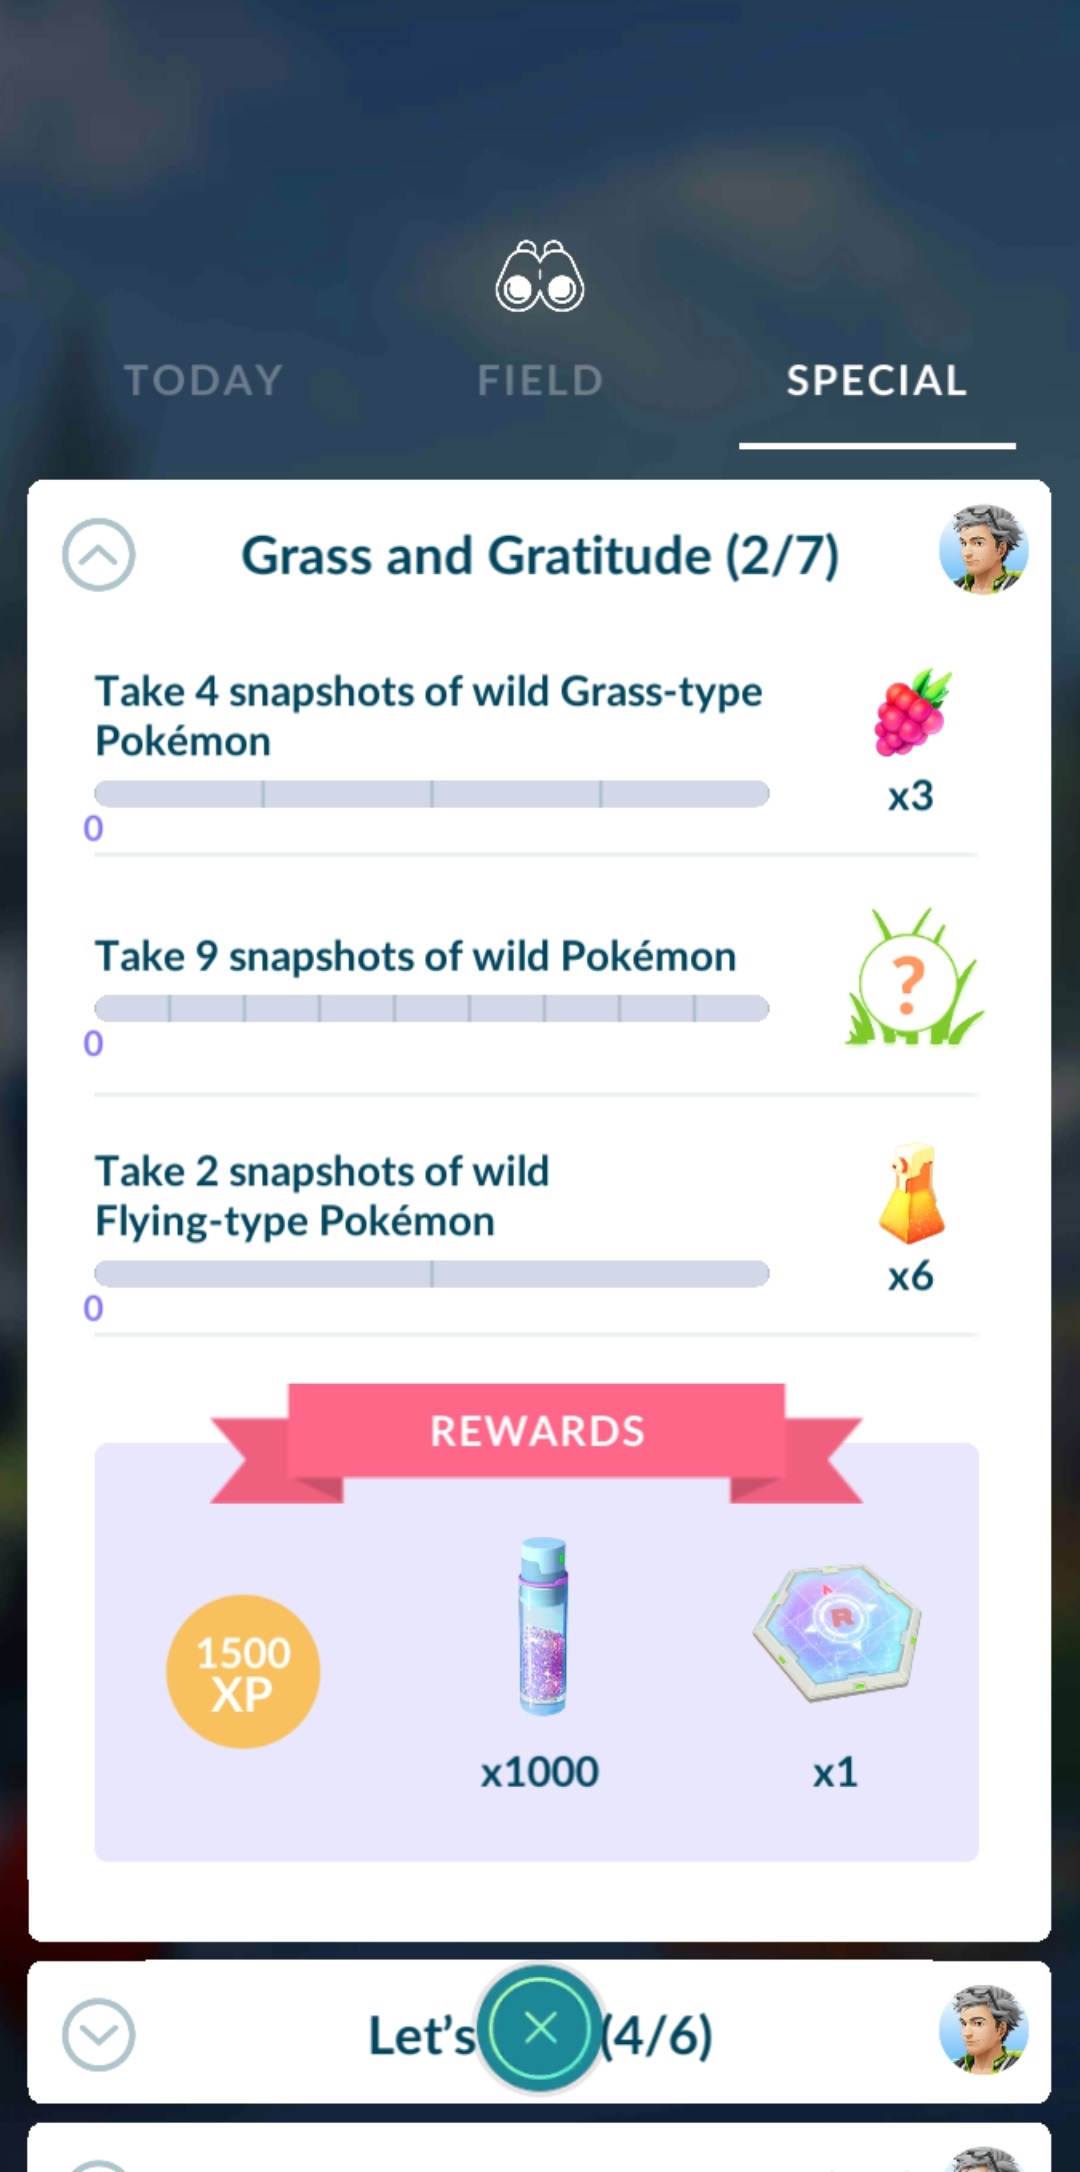 TODAY
FIELD
SPECIAL
Grass and Gratitude (2/7)
Take 4 snapshots of wild Grass-type
Pokémon
x3
0
Take 9 snapshots of wild Pokémon
?
0
Take 2 snapshots of wild
Flying-type Pokémon
x6
0
REWARDS
1500
XP
R
x1000
x1
Let's (4/6)